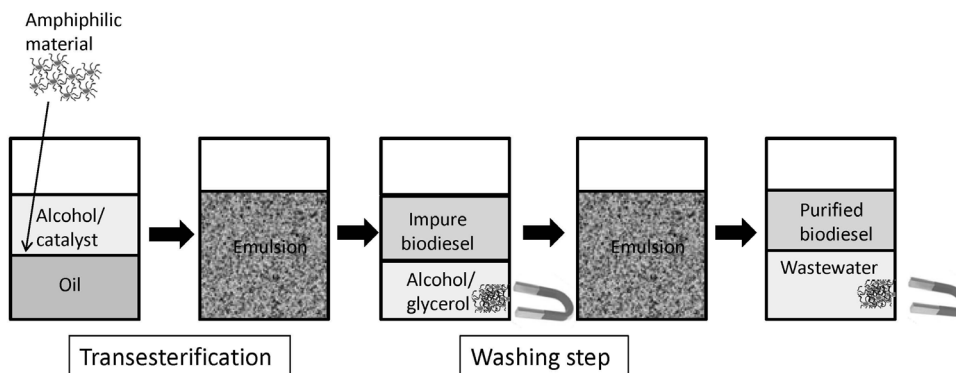 Amphiphilic
material
Alcohol/
catalyst
Oil
Emulsion
Impure
biodiesel
Alcohol/
glycerol
Emulsion
Purified
biodiesel
Wastewater
Transesterification
Washing step